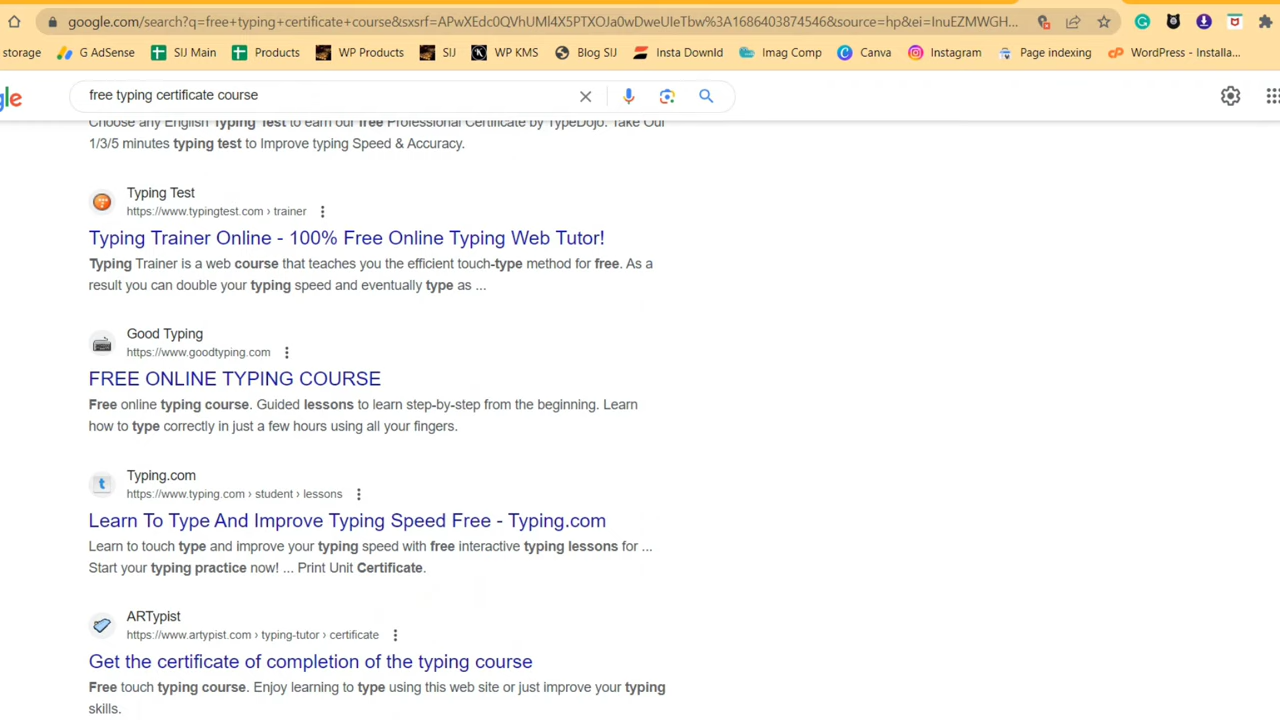 google.com/search?q=free+typing+certificate+course&sxsrf=APwXEdc0QVhUMl4X5PTXOJa0wDweUIeTbw%3A1686403874546&source=hp&ei=InuEZMWGH...
storage G AdSense SIJ Main Products WP Products SIJ WP KMS Blog SIJ Insta Downld Imag Comp Canva Instagram Page indexing WordPress - Installa...
gle free typing certificate course
Choose any English Typing Test to earn our free Professional Certificate by TypeDojo. Take Our
1/3/5 minutes typing test to Improve typing Speed & Accuracy.
Typing Test
https://www.typingtest.com › trainer
Typing Trainer Online - 100% Free Online Typing Web Tutor!
Typing Trainer is a web course that teaches you the efficient touch-type method for free. As a
result you can double your typing speed and eventually type as ...
Good Typing
https://www.goodtyping.com
FREE ONLINE TYPING COURSE
Free online typing course. Guided lessons to learn step-by-step from the beginning. Learn
how to type correctly in just a few hours using all your fingers.
Typing.com
https://www.typing.com › student › lessons
Learn To Type And Improve Typing Speed Free - Typing.com
Learn to touch type and improve your typing speed with free interactive typing lessons for ...
Start your typing practice now! ... Print Unit Certificate.
ARTypist
https://www.artypist.com › typing-tutor › certificate
Get the certificate of completion of the typing course
Free touch typing course. Enjoy learning to type using this web site or just improve your typing
skills.